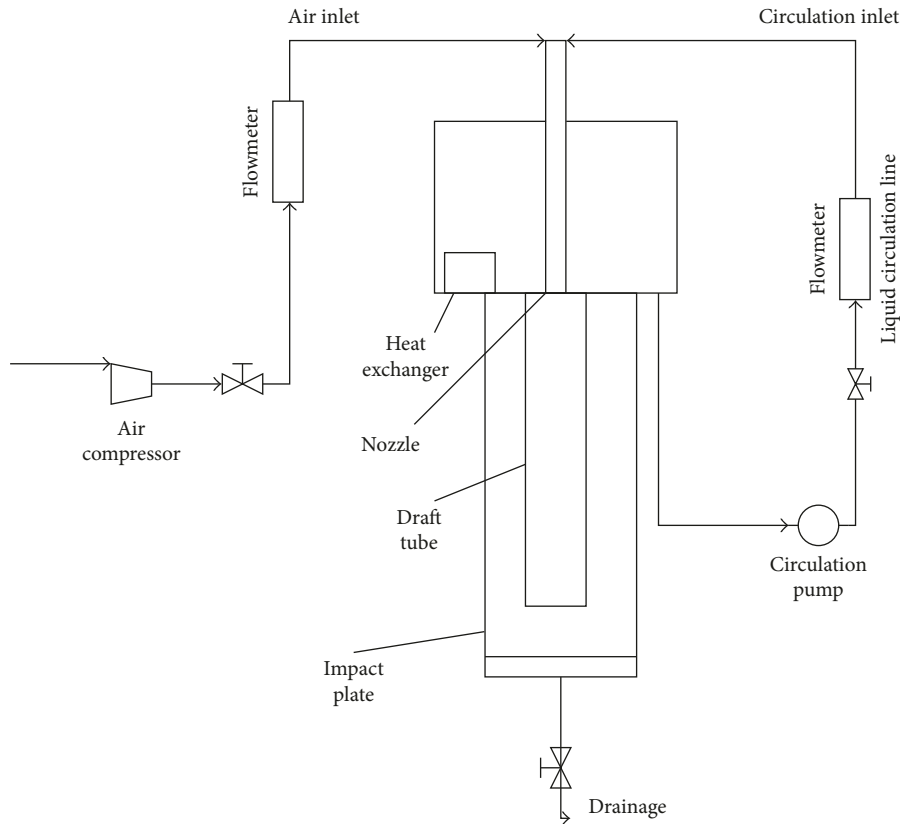 Air inlet
Circulation inlet
Flowmeter
Flowmeter
Liquid circulation line
Heat
exchanger
Air
compressor
Nozzle
Draft
tube
Circulation
pump
Impact
plate
Drainage